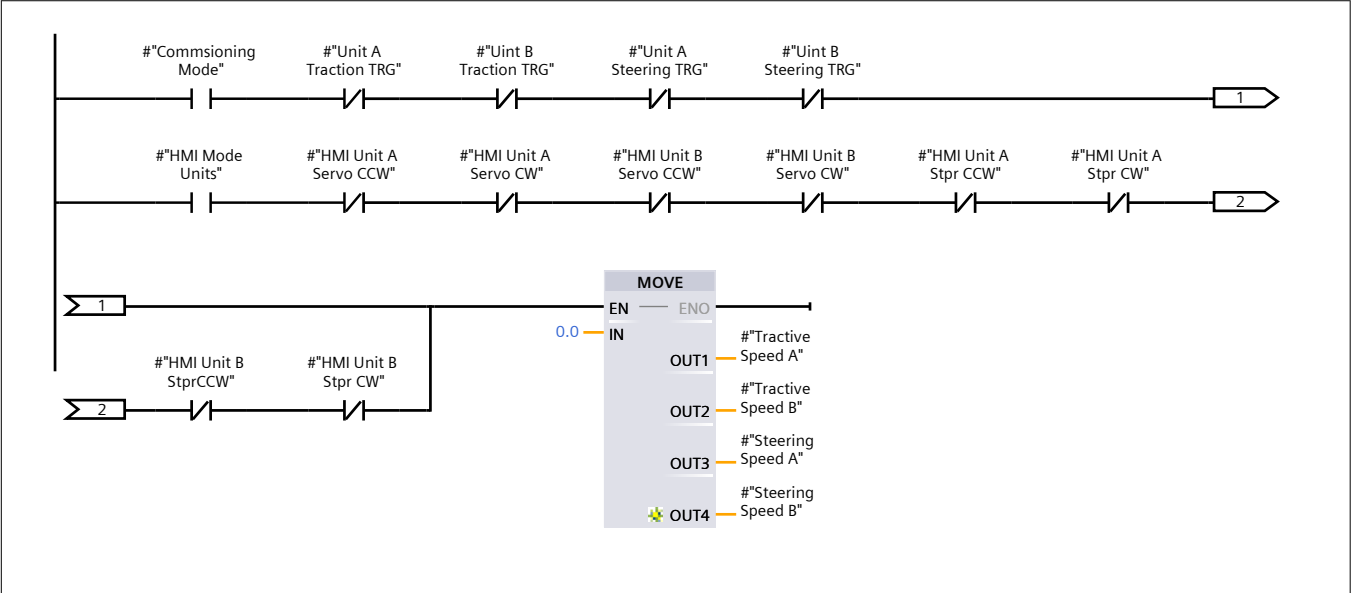 #"Commsioning
Mode"
#"Unit A
Traction TRG"
#"Uint B
Traction TRG"
#"Unit A
Steering TRG"
#"Uint B
Steering TRG"
1
#"HMI Mode
Units"
#"HMI Unit A
Servo CCW"
#"HMI Unit A
Servo CW"
#"HMI Unit B
Servo CCW"
#"HMI Unit B
Servo CW"
#"HMI Unit A
Stpr CCW"
#"HMI Unit A
Stpr CW"
2
1
MOVE
EN
ENO
0.0
IN
OUT1
#"Tractive
Speed A"
#"HMI Unit B
StprCCW"
#"HMI Unit B
Stpr CW"
2
OUT2
#"Tractive
Speed B"
OUT3
#"Steering
Speed A"
OUT4
#"Steering
Speed B"